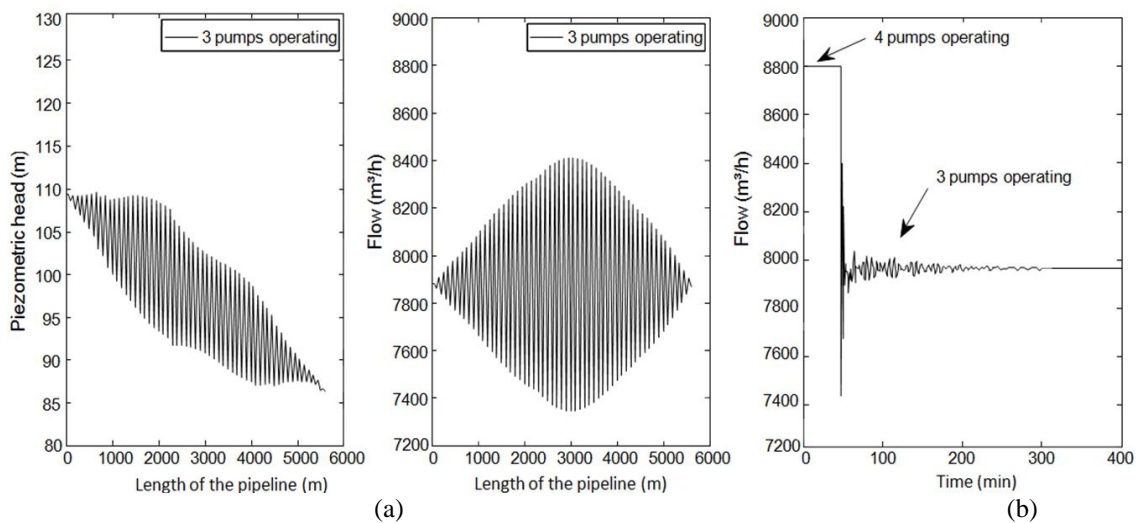 3 pumps operating
130
125
120
115
110
105
100
95
90
85
80
Piezometric head (m)
0 1000 2000 3000 4000 5000 6000
Length of the pipeline (m)
3 pumps operating
9000
8800
8600
8400
8200
8000
7800
7600
7400
7200
Flow (m³/h)
0 1000 2000 3000 4000 5000 6000
Length of the pipeline (m)
(a)
4 pumps operating
3 pumps operating
9000
8800
8600
8400
8200
8000
7800
7600
7400
7200
Flow (m³/h)
0 100 200 300 400
Time (min)
(b)